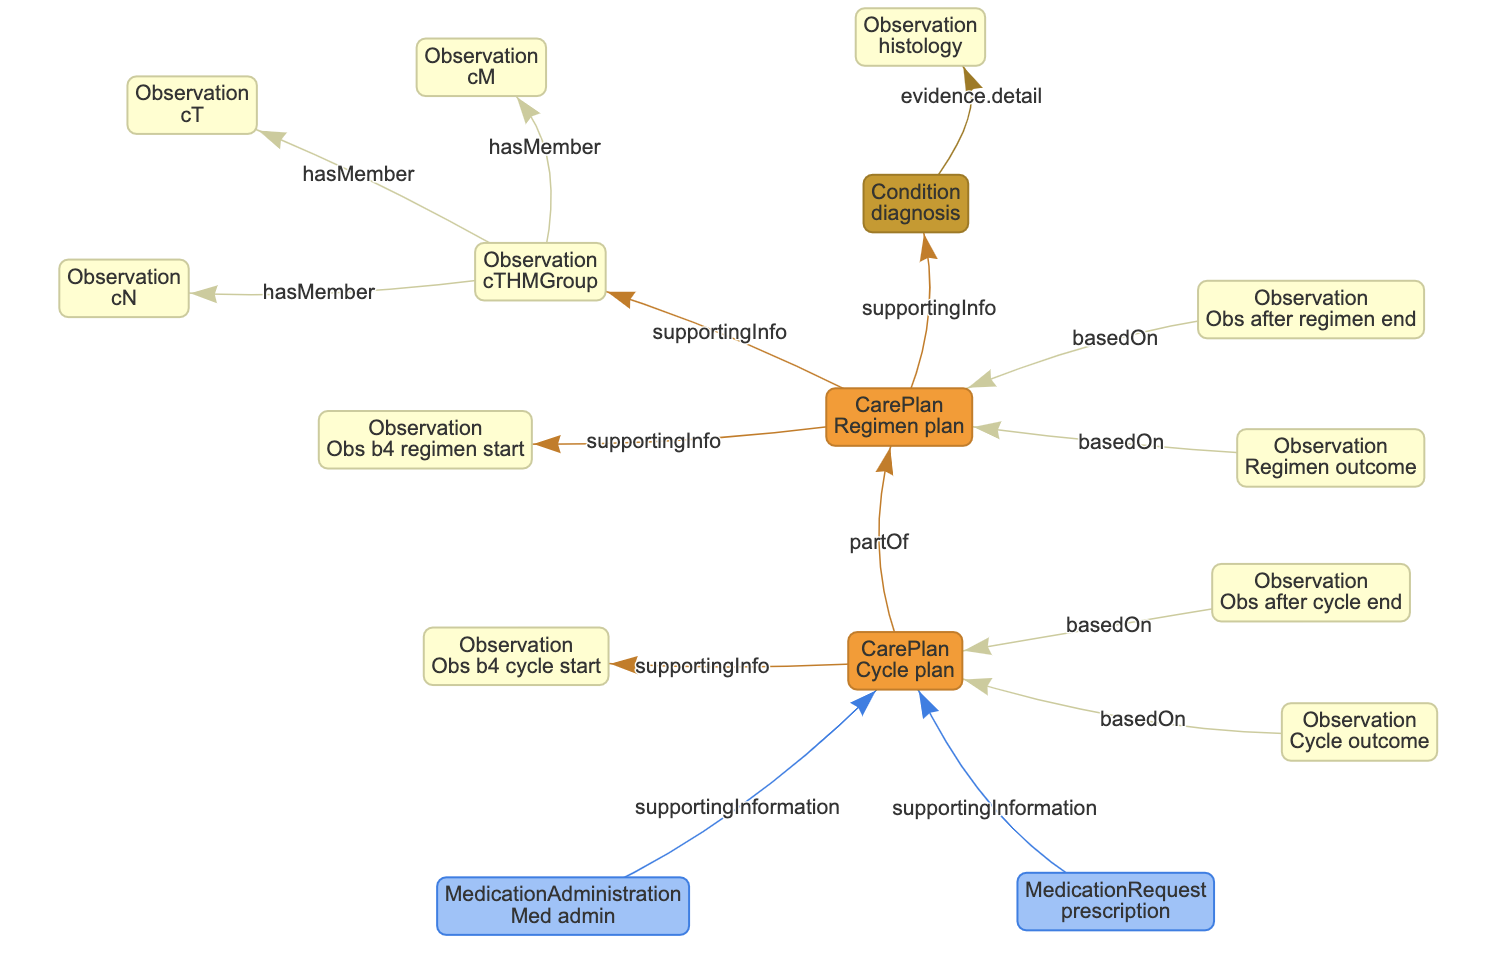 Observation
histology
Observation
cM
Observation
cT
evidence.detail
hasMember
hasMember
Condition
diagnosis
Observation
cTHMGroup
Observation
cN
hasMember
supportingInfo
supportingInfo
Observation
Obs after regimen end
basedOn
CarePlan
Regimen plan
Observation
Obs b4 regimen start
supportingInfo
basedOn
Observation
Regimen outcome
partOf
Observation
Obs after cycle end
basedOn
Observation
Obs b4 cycle start
supportingInfo
CarePlan
Cycle plan
basedOn
Observation
Cycle outcome
supportingInformation
supportingInformation
MedicationAdministration
Med admin
MedicationRequest
prescription